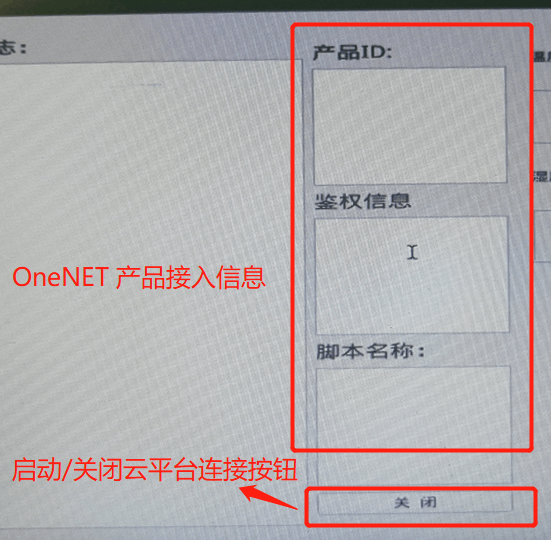 志：
产品ID:
鉴权信息
OneNET 产品接入信息
脚本名称：
启动/关闭云平台连接按钮
关 闭